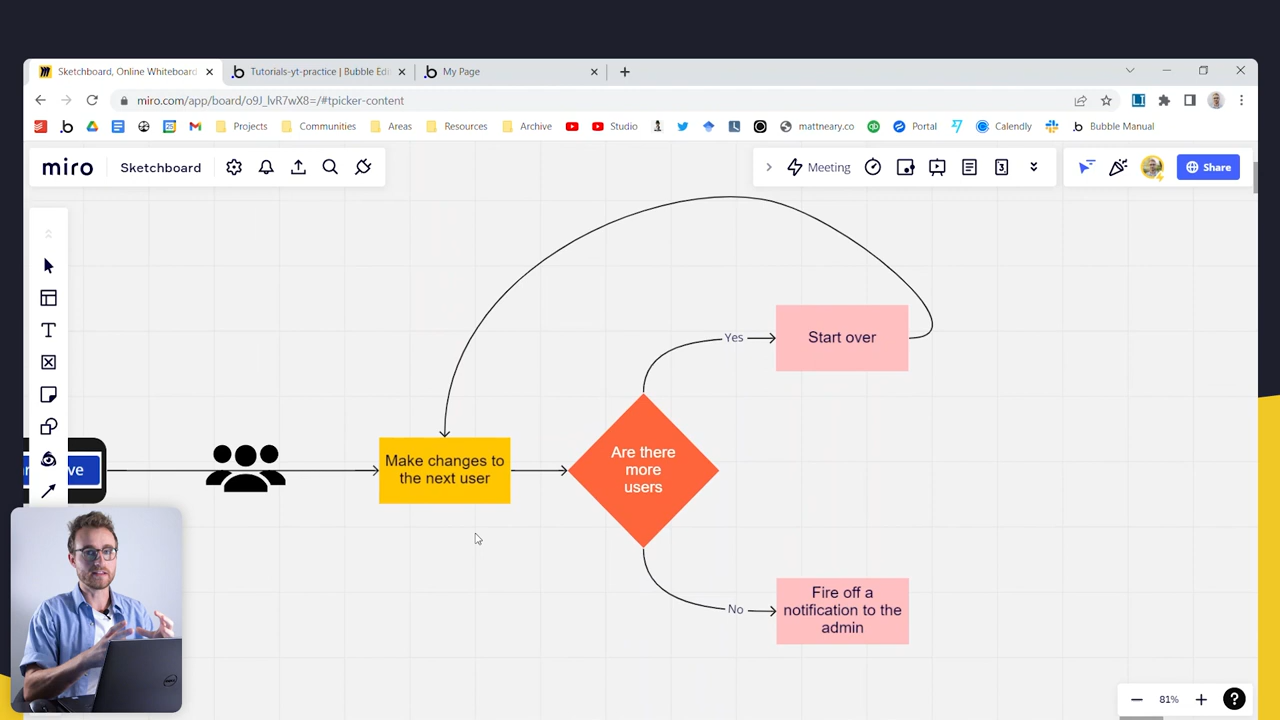 Sketchboard, Online Whiteboard
Tutorials-yt-practice | Bubble Edi
My Page
miro.com/app/board/o9J_lvR7wX8=/#tpicker-content
Projects
Communities
Areas
Resources
Archive
Studio
mattneary.co
Portal
Calendly
Bubble Manual
miro
Sketchboard
Meeting
3
Share
Yes
Start over
Are there
more
users
Make changes to
the next user
ve
No
Fire off a
notification to the
admin
81%